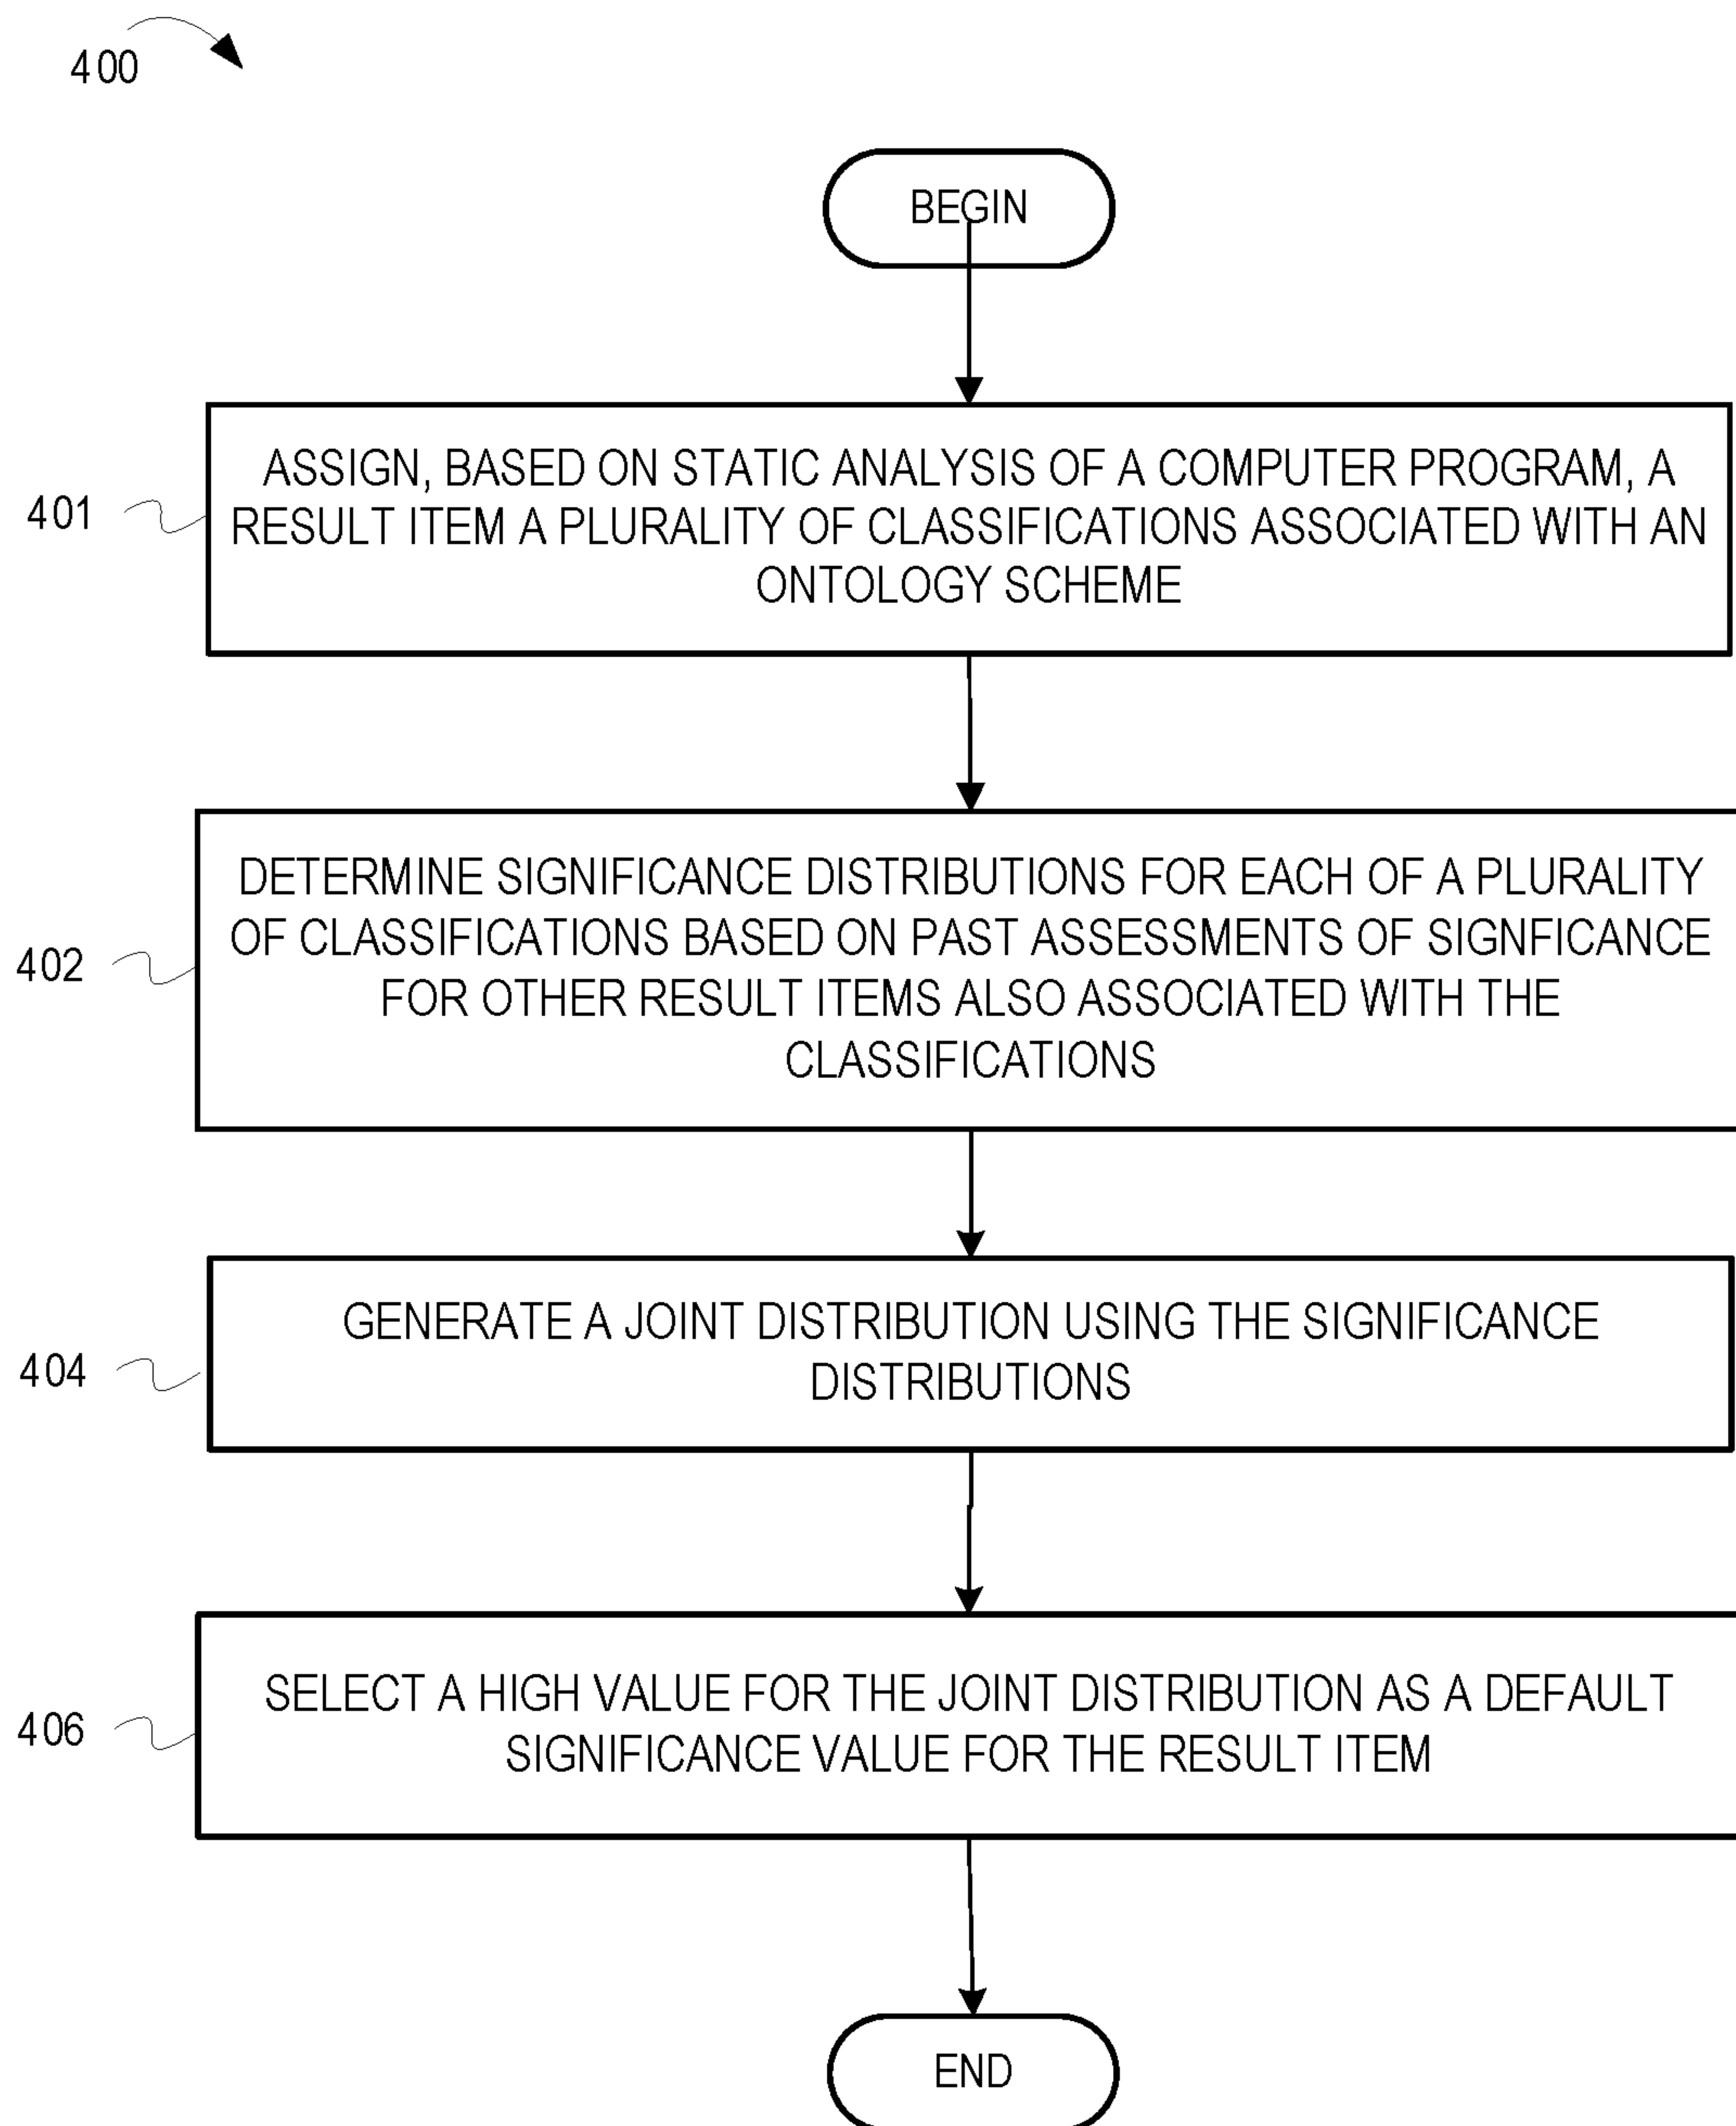 400
BEGIN
401
ASSIGN, BASED ON STATIC ANALYSIS OF A COMPUTER PROGRAM, A
RESULT ITEM A PLURALITY OF CLASSIFICATIONS ASSOCIATED WITH AN
ONTOLOGY SCHEME
402
DETERMINE SIGNIFICANCE DISTRIBUTIONS FOR EACH OF A PLURALITY
OF CLASSIFICATIONS BASED ON PAST ASSESSMENTS OF SIGNFICANCE
FOR OTHER RESULT ITEMS ALSO ASSOCIATED WITH THE
CLASSIFICATIONS
404
GENERATE A JOINT DISTRIBUTION USING THE SIGNIFICANCE
DISTRIBUTIONS
406
SELECT A HIGH VALUE FOR THE JOINT DISTRIBUTION AS A DEFAULT
SIGNIFICANCE VALUE FOR THE RESULT ITEM
END